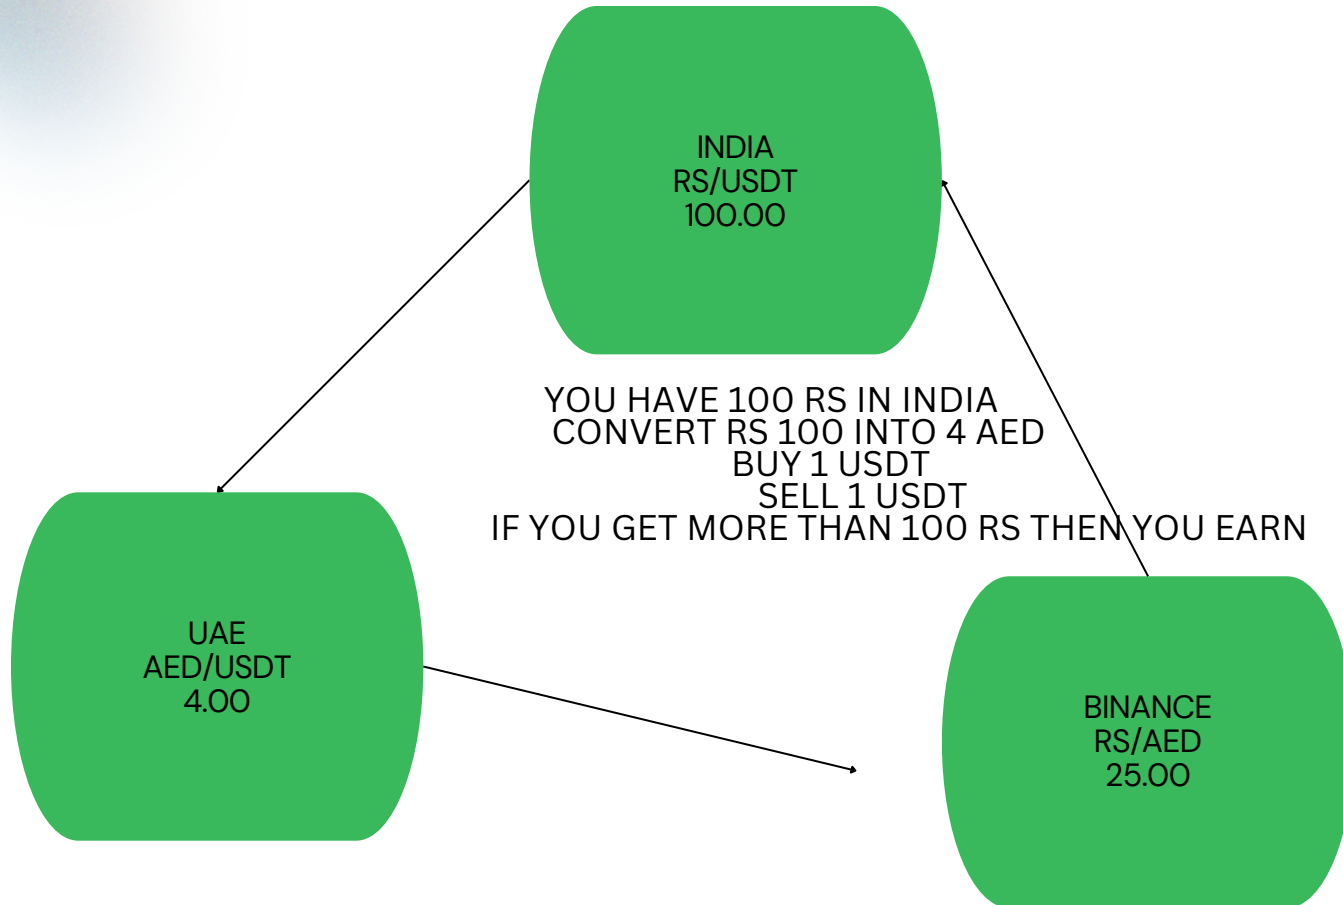 INDIA
RS/USDT
100.00
YOU HAVE 100 RS IN INDIA
CONVERT RS 100 INTO 4 AED
BUY 1 USDT
SELL 1 USDT
IF YOU GET MORE THAN 100 RS THEN YOU EARN
UAE
AED/USDT
4.00
BINANCE
RS/AED
25.00